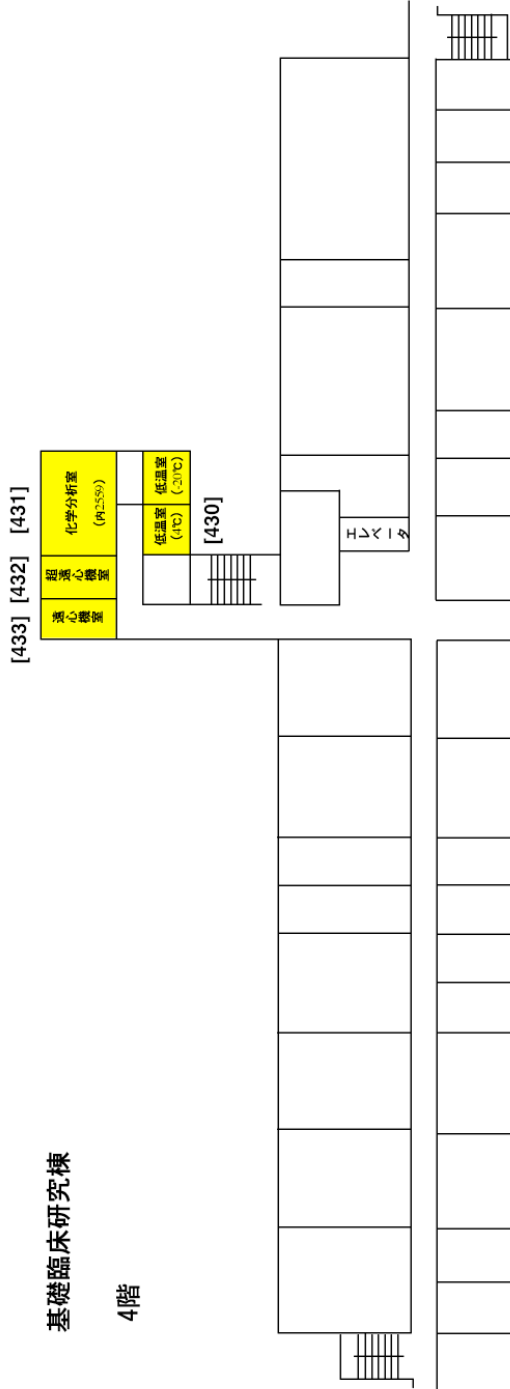 基礎臨床研究棟
4階
[433]
[432]
[431]
遠心
機室
超遠心
機室
化学分析室
(内2559)
低温室
(4℃)
低温室
(-20℃)
[430]
エレベータ